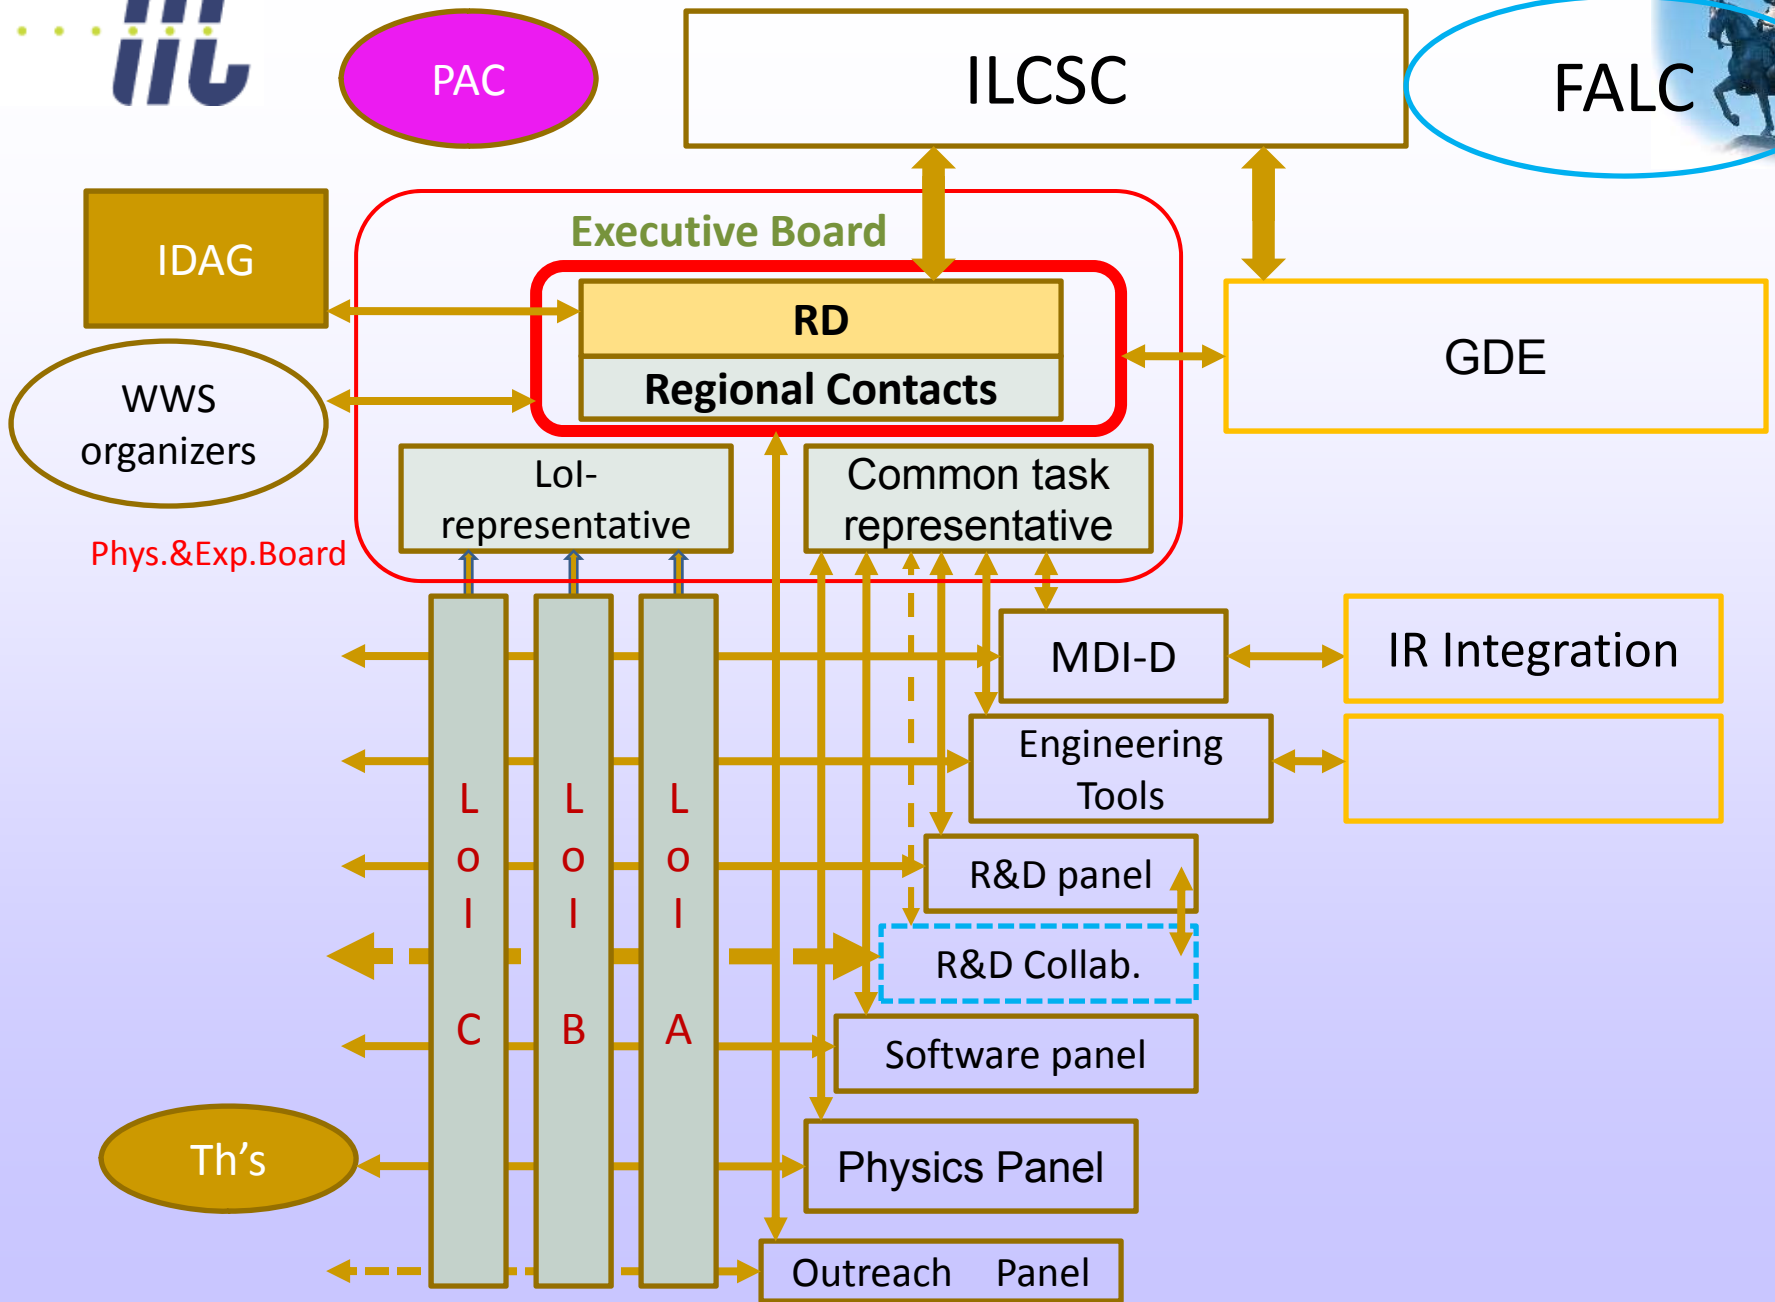 ilc
PAC
ILCSC
FALC
IDAG
Executive Board
RD
Regional Contacts
GDE
WWS
organizers
LoI-
representative
Common task
representative
Phys.&Exp.Board
MDI-D
IR Integration
Engineering
Tools
R&D panel
R&D Collab.
Software panel
Th's
Physics Panel
Outreach Panel
L
o
I
C
L
o
I
B
L
o
I
A